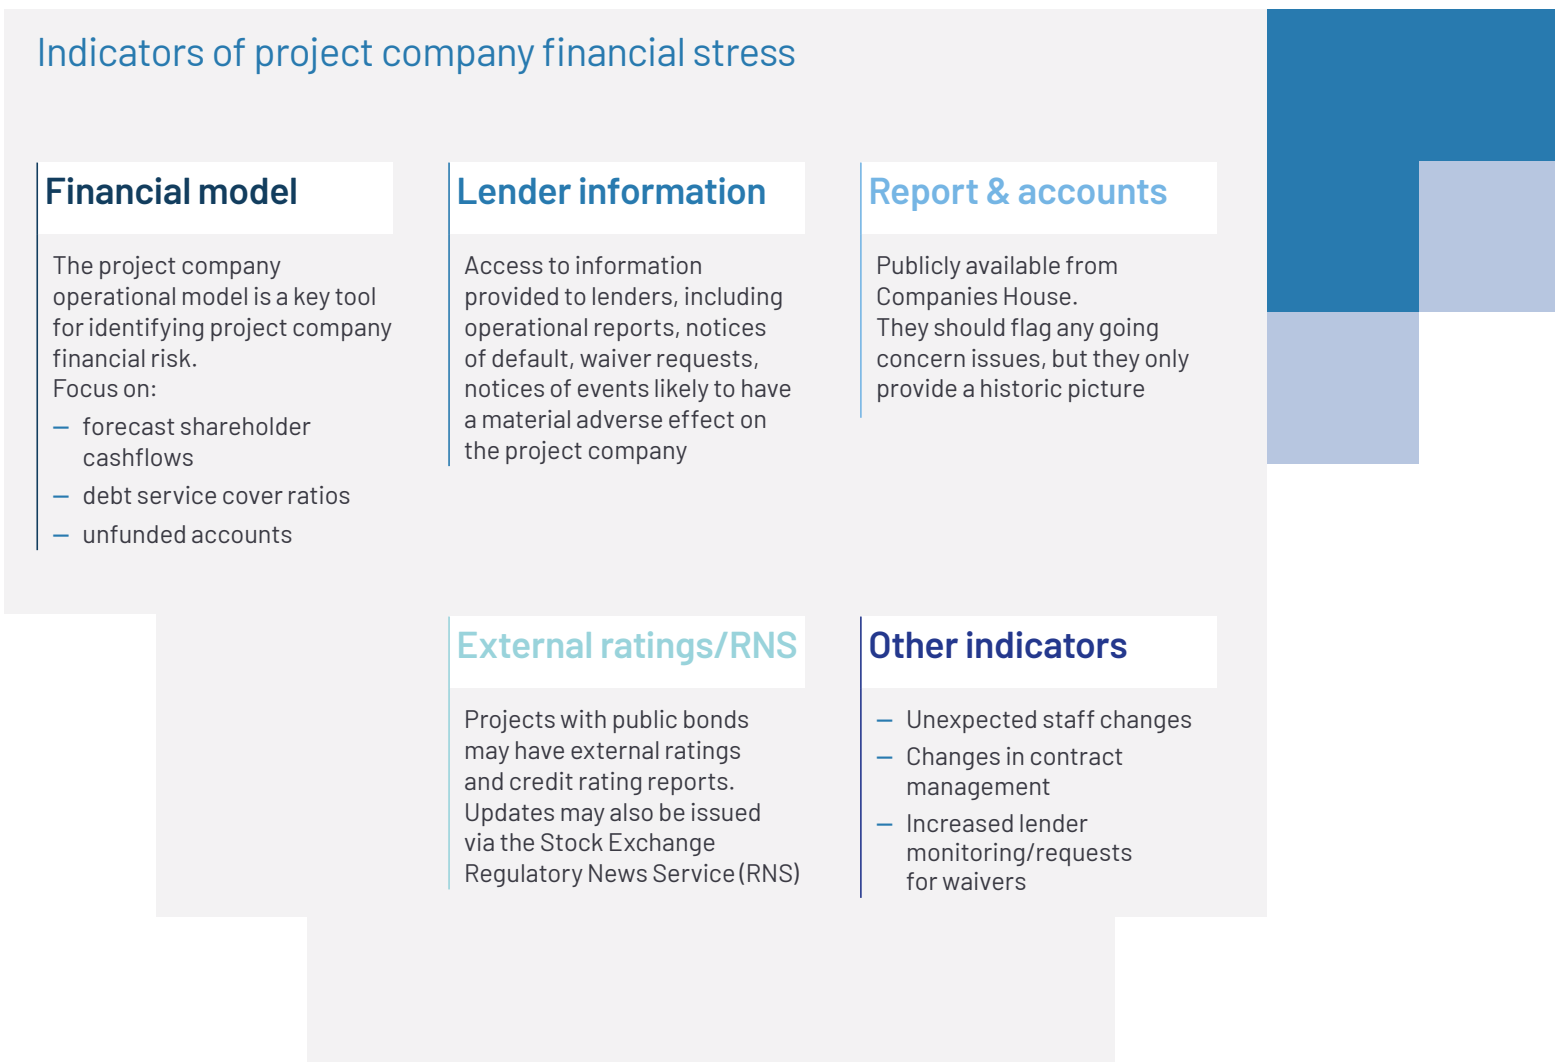 Indicators of project company financial stress
Financial model
The project company
operational model is a key tool
for identifying project company
financial risk.
Focus on:
– forecast shareholder
cashflows
– debt service cover ratios
– unfunded accounts
Lender information
Access to information
provided to lenders, including
operational reports, notices
of default, waiver requests,
notices of events likely to have
a material adverse effect on
the project company
Report & accounts
Publicly available from
Companies House.
They should flag any going
concern issues, but they only
provide a historic picture
External ratings/RNS
Projects with public bonds
may have external ratings
and credit rating reports.
Updates may also be issued
via the Stock Exchange
Regulatory News Service (RNS)
Other indicators
– Unexpected staff changes
– Changes in contract
management
– Increased lender
monitoring/requests
for waivers